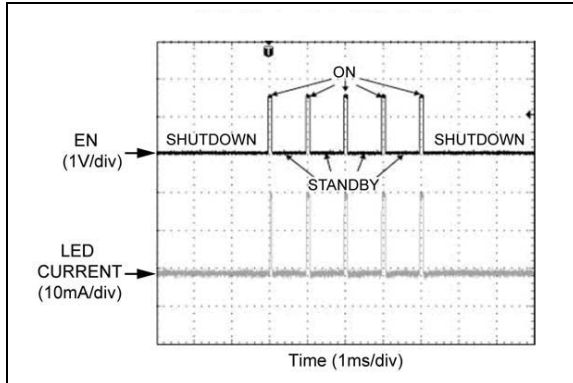 T
ON
EN
(1V/div)
SHUTDOWN
SHUTDOWN
STANDBY
LED
CURRENT
(10mA/div)
Time (1ms/div)